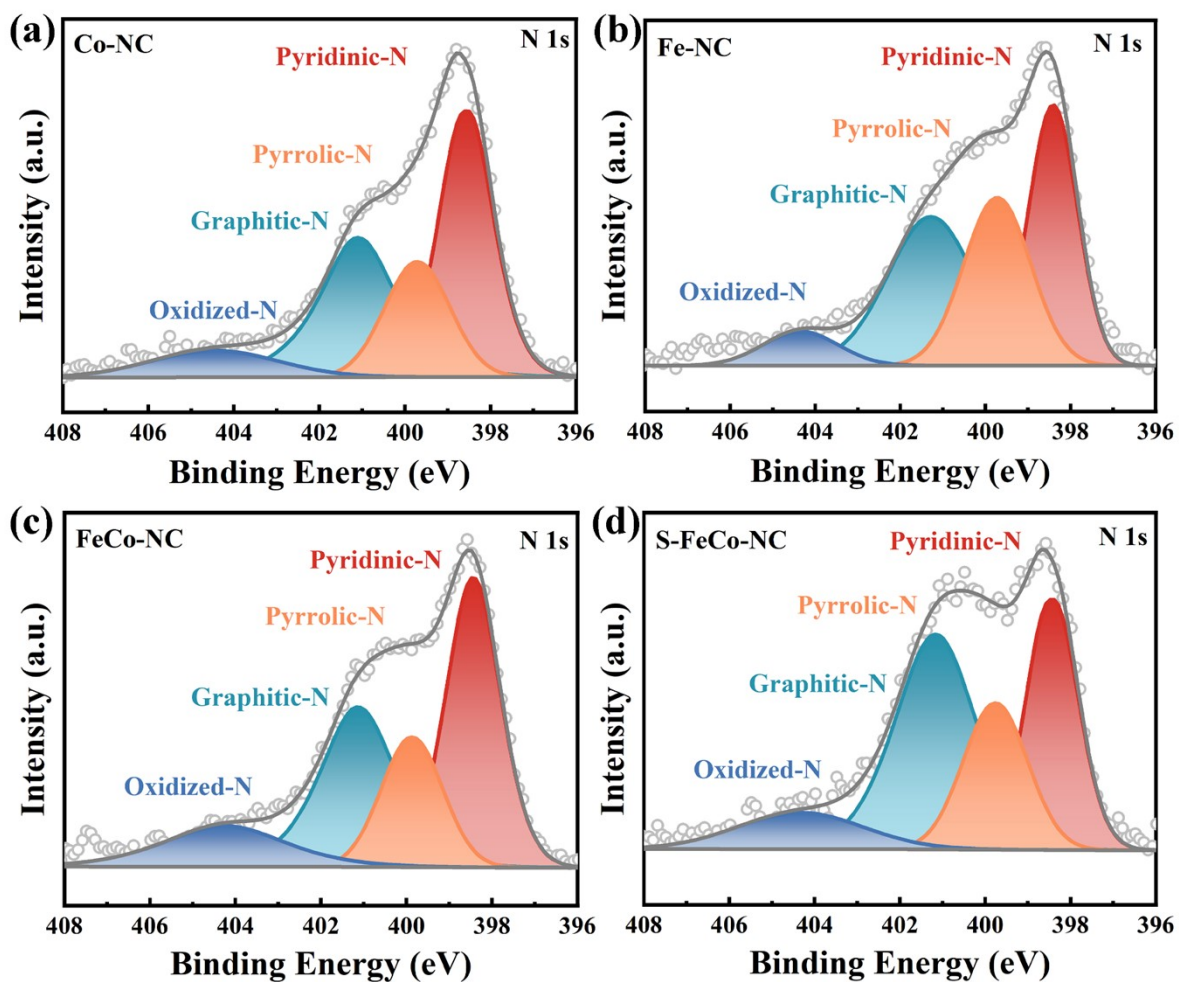 (a)
Co-NC
N 1s
Pyridinic-N
Pyrrolic-N
Graphitic-N
Oxidized-N
Intensity (a.u.)
408 406 404 402 400 398 396
Binding Energy (eV)
(b)
Fe-NC
N 1s
Pyridinic-N
Pyrrolic-N
Graphitic-N
Oxidized-N
Intensity (a.u.)
408 406 404 402 400 398 396
Binding Energy (eV)
(c)
FeCo-NC
N 1s
Pyridinic-N
Pyrrolic-N
Graphitic-N
Oxidized-N
Intensity (a.u.)
408 406 404 402 400 398 396
Binding Energy (eV)
(d)
S-FeCo-NC
N 1s
Pyridinic-N
Pyrrolic-N
Graphitic-N
Oxidized-N
Intensity (a.u.)
408 406 404 402 400 398 396
Binding Energy (eV)